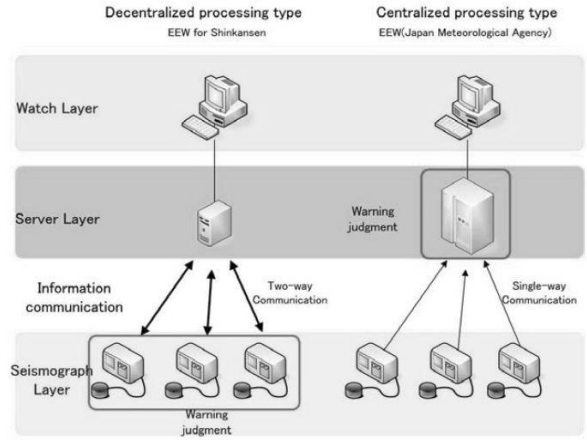 Decentralized processing type
EEW for Shinkansen
Centralized processing type
EEW(Japan Meteorological Agency)
Watch Layer
Server Layer
Warning
judgment
Information
communication
Two-way
Communication
Single-way
Communication
Seismograph
Layer
Warning
judgment